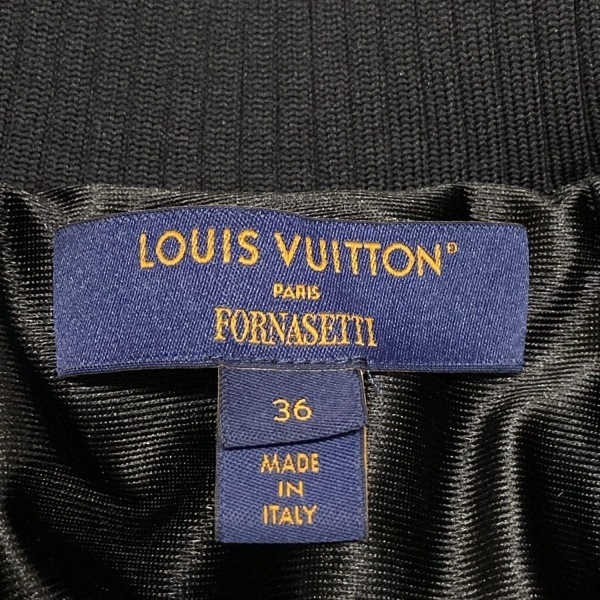 LOUIS VUITTON®
PARIS
FORNASETTI
36
MADE
IN
ITALY